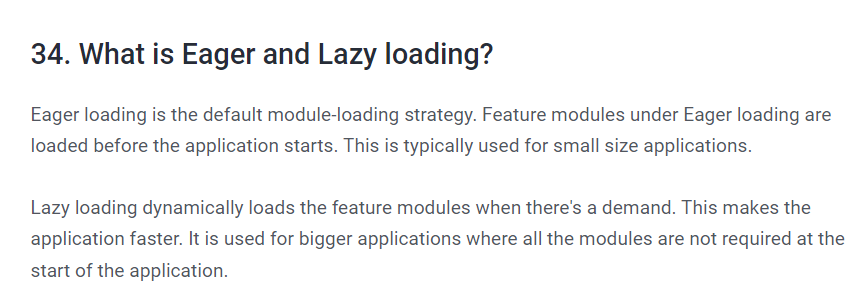 34. What is Eager and Lazy loading?
Eager loading is the default module-loading strategy. Feature modules under Eager loading are
loaded before the application starts. This is typically used for small size applications.
Lazy loading dynamically loads the feature modules when there's a demand. This makes the
application faster. It is used for bigger applications where all the modules are not required at the
start of the application.